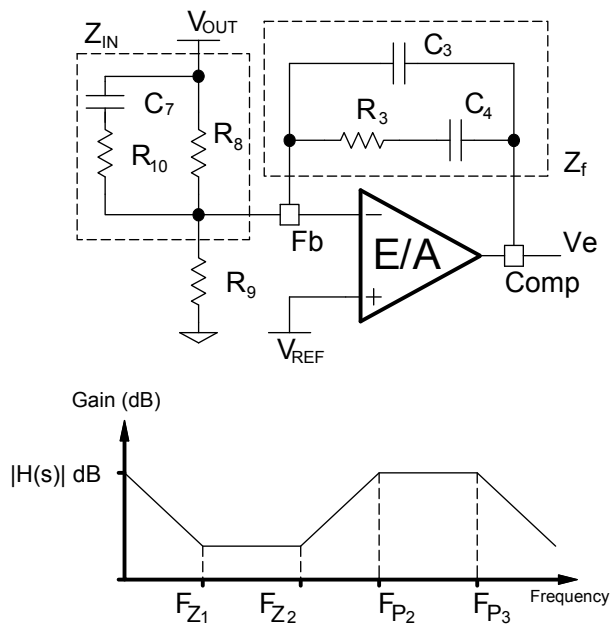 Z_IN
V_OUT
C_3
C_7
R_8
R_3
C_4
R_10
Z_f
Fb
−
E/A
Ve
+
Comp
R_9
V_REF
Gain (dB)
|H(s)| dB
F_Z1
F_Z2
F_P2
F_P3
Frequency